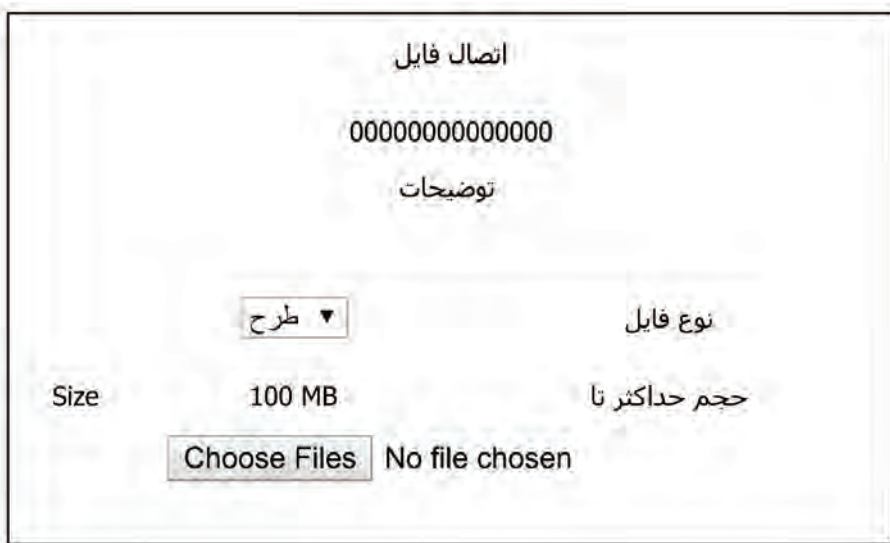 اتصال فایل
00000000000000
توضیحات
نوع فایل ▼ طرح
حجم حداکثر تا 100 MB Size
Choose Files No file chosen